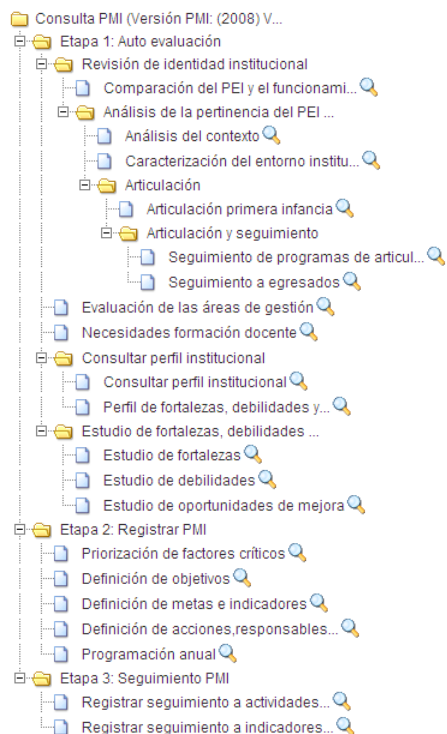 Consulta PMI (Versión PMI: (2008) V...
Etapa 1: Auto evaluación
Revisión de identidad institucional
Comparación del PEI y el funcionami...
Análisis de la pertinencia del PEI ...
Análisis del contexto
Caracterización del entorno institu...
Articulación
Articulación primera infancia
Articulación y seguimiento
Seguimiento de programas de articul...
Seguimiento a egresados
Evaluación de las áreas de gestión
Necesidades formación docente
Consultar perfil institucional
Consultar perfil institucional
Perfil de fortalezas, debilidades y...
Estudio de fortalezas, debilidades ...
Estudio de fortalezas
Estudio de debilidades
Estudio de oportunidades de mejora
Etapa 2: Registrar PMI
Priorización de factores críticos
Definición de objetivos
Definición de metas e indicadores
Definición de acciones,responsables...
Programación anual
Etapa 3: Seguimiento PMI
Registrar seguimiento a actividades...
Registrar seguimiento a indicadores...